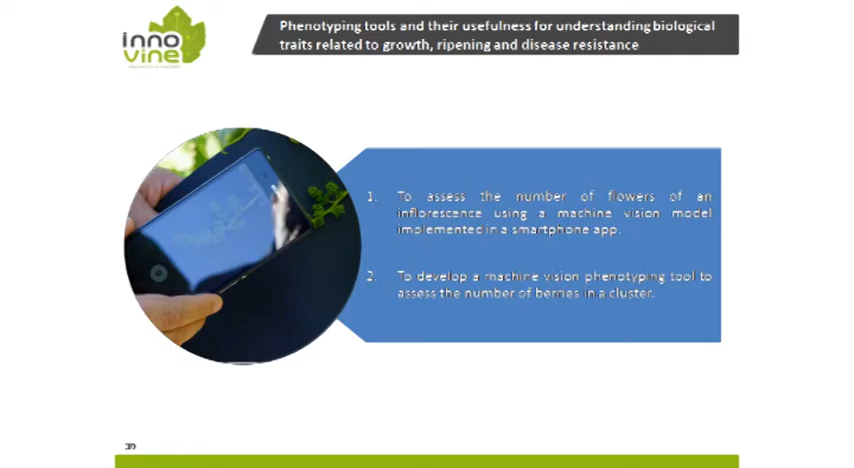 inno
vine
Phenotyping tools and their usefulness for understanding biological
traits related to growth, ripening and disease resistance
1. To assess the number of flowers of an
inflorescence using a machine vision model
implemented in a smartphone app.
2. To develop a machine vision phenotyping tool to
assess the number of berries in a cluster.